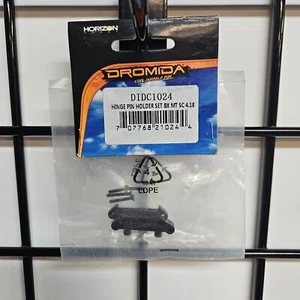 HORIZON
DROMIDA
DIDC1024
HINGE PIN HOLDER SET BX MT SC 4.18
7 07768 21024 4
4
LDPE